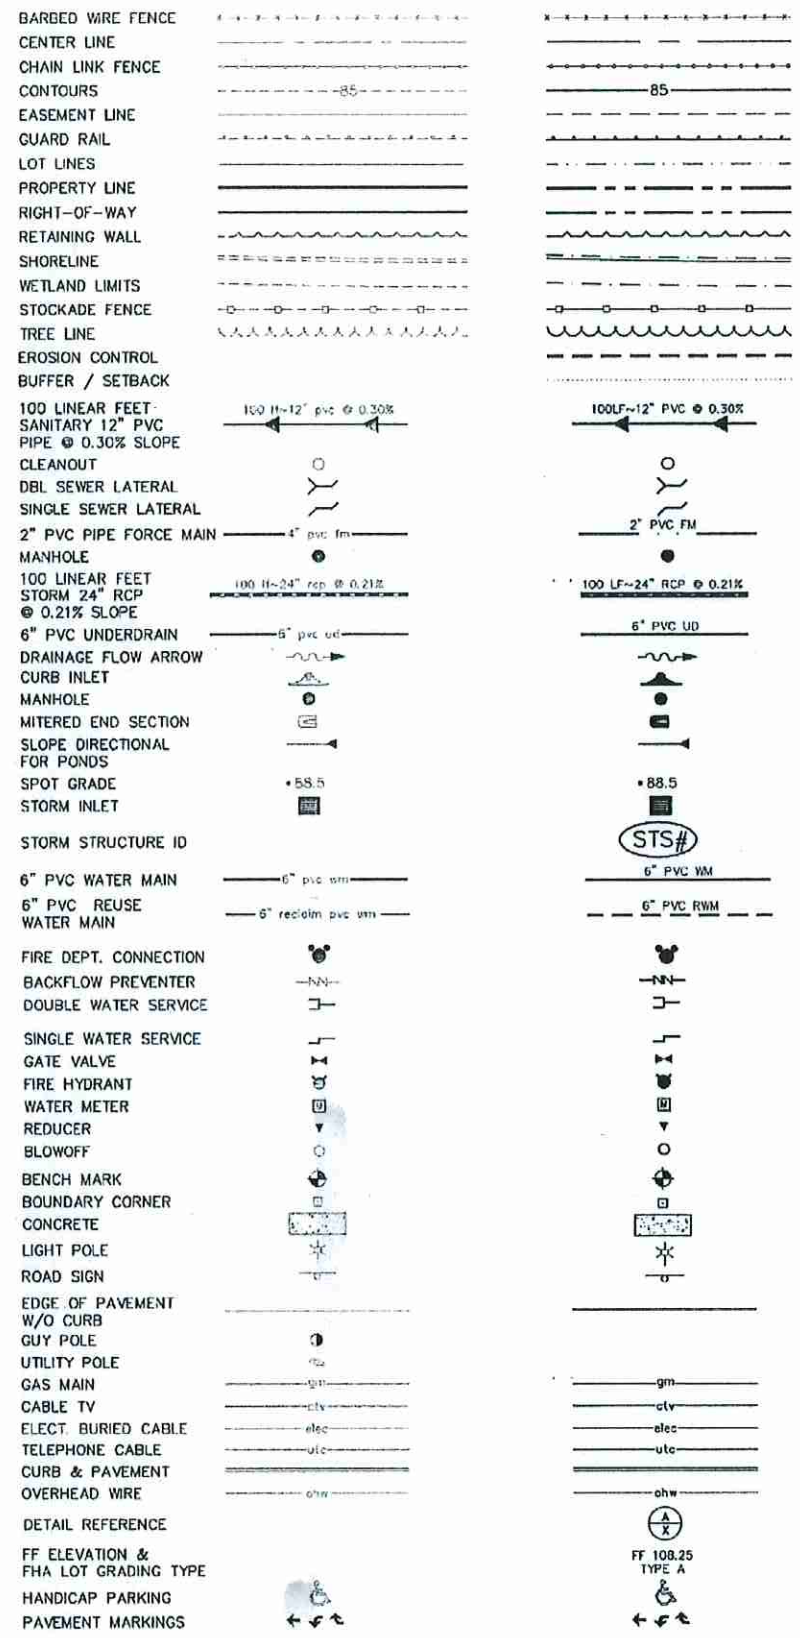 BARBED WIRE FENCE
CENTER LINE
CHAIN LINK FENCE
CONTOURS 85 85
EASEMENT LINE
GUARD RAIL
LOT LINES
PROPERTY LINE
RIGHT-OF-WAY
RETAINING WALL
SHORELINE
WETLAND LIMITS
STOCKADE FENCE
TREE LINE
EROSION CONTROL
BUFFER / SETBACK
100 LINEAR FEET 100 lf~12" pvc @ 0.30% 100LF~12" PVC @ 0.30%
SANITARY 12" PVC
PIPE @ 0.30% SLOPE
CLEANOUT
DBL SEWER LATERAL
SINGLE SEWER LATERAL
2" PVC PIPE FORCE MAIN 4" pvc fm 2" PVC FM
MANHOLE
100 LINEAR FEET 100 lf~24" rcp @ 0.21% 100 LF~24" RCP @ 0.21%
STORM 24" RCP
@ 0.21% SLOPE
6" PVC UNDERDRAIN 6" pvc ud 6" PVC UD
DRAINAGE FLOW ARROW
CURB INLET
MANHOLE
MITERED END SECTION
SLOPE DIRECTIONAL
FOR PONDS
SPOT GRADE 88.5
STORM INLET
STORM STRUCTURE ID STS#
6" PVC WATER MAIN 6" pvc wm 6" PVC WM
6" PVC REUSE 6" reclaim pvc wm 6" PVC RWM
WATER MAIN
FIRE DEPT. CONNECTION
BACKFLOW PREVENTER
DOUBLE WATER SERVICE
SINGLE WATER SERVICE
GATE VALVE
FIRE HYDRANT
WATER METER M M
REDUCER
BLOWOFF
BENCH MARK
BOUNDARY CORNER
CONCRETE
LIGHT POLE
ROAD SIGN
EDGE OF PAVEMENT
W/O CURB
GUY POLE
UTILITY POLE
GAS MAIN gm gm
CABLE TV ctv ctv
ELECT. BURIED CABLE elec elec
TELEPHONE CABLE utc utc
CURB & PAVEMENT
OVERHEAD WIRE ohw ohw
DETAIL REFERENCE A
X
FF ELEVATION & FF 108.25
FHA LOT GRADING TYPE TYPE A
HANDICAP PARKING
PAVEMENT MARKINGS